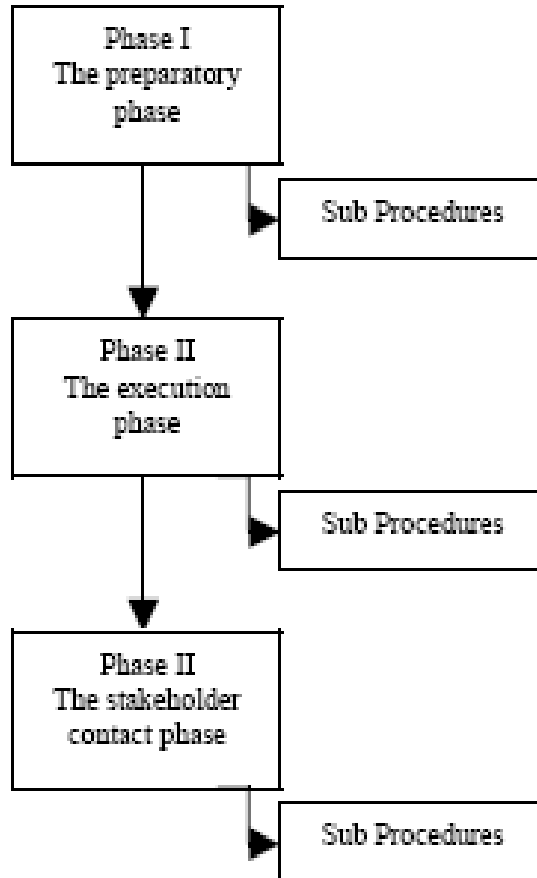 Phase I
The preparatory
phase
Sub Procedures
Phase II
The execution
phase
Sub Procedures
Phase II
The stakeholder
contact phase
Sub Procedures